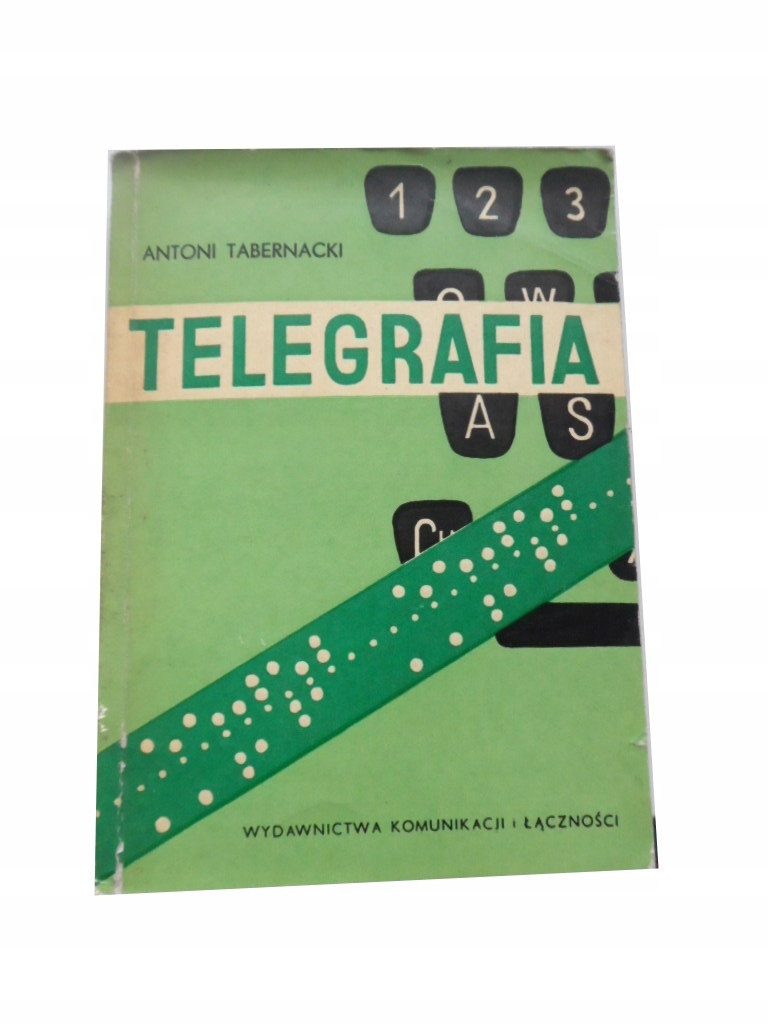 1 2 3
ANTONI TABERNACKI
W
TELEGRAFIA
A S
WYDAWNICTWA KOMUNIKACJI i ŁĄCZNOŚCI